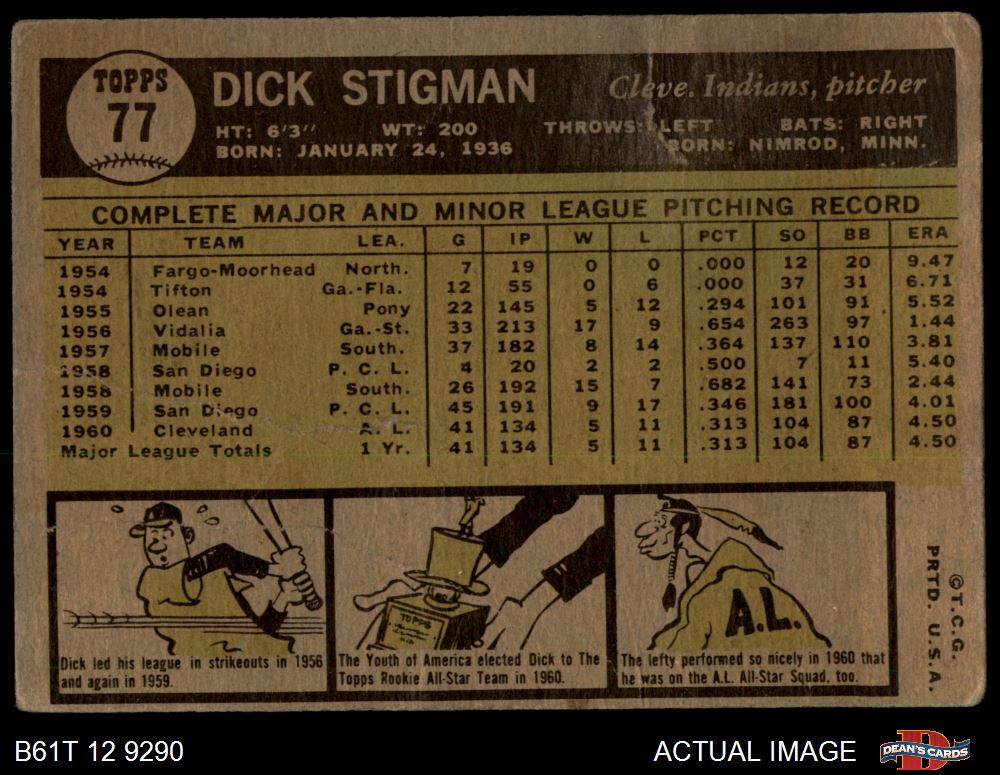 TOPPS
77
DICK STIGMAN
Cleve. Indians, pitcher
HT: 6'3" WT: 200 THROWS: LEFT BATS: RIGHT
BORN: JANUARY 24, 1936 BORN: NIMROD, MINN.
COMPLETE MAJOR AND MINOR LEAGUE PITCHING RECORD
YEAR TEAM LEA. G IP W L PCT SO BB ERA
1954 Fargo-Moorhead North. 7 19 0 0 .000 12 20 9.47
1954 Tifton Ga.-Fla. 12 55 0 6 .000 37 31 6.71
1955 Olean Pony 22 145 5 12 .294 101 91 5.52
1956 Vidalia Ga.-St. 33 213 17 9 .654 263 97 1.44
1957 Mobile South. 37 182 8 14 .364 137 110 3.81
1958 San Diego P. C. L. 4 20 2 2 .500 7 11 5.40
1958 Mobile South. 26 192 15 7 .682 141 73 2.44
1959 San Diego P. C. L. 45 191 9 17 .346 181 100 4.01
1960 Cleveland A. L. 41 134 5 11 .313 104 87 4.50
Major League Totals 1 Yr. 41 134 5 11 .313 104 87 4.50
Dick led his league in strikeouts in 1956
and again in 1959.
TOPPS
The Youth of America elected Dick to The
Topps Rookie All-Star Team in 1960.
A.L.
The lefty performed so nicely in 1960 that
he was on the A.L. All-Star Squad, too.
©T.C.G.
PRTD. U.S.A.
B61T 12 9290
ACTUAL IMAGE
DEAN'S CARDS